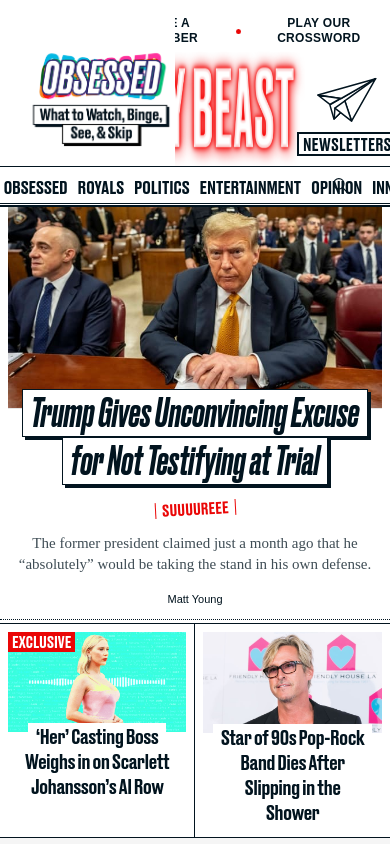 E A
BER
PLAY OUR
CROSSWORD
OBSESSED
What to Watch, Binge,
See, & Skip
Y BEAST
NEWSLETTERS
OBSESSED ROYALS POLITICS ENTERTAINMENT OPINION INN
Trump Gives Unconvincing Excuse
for Not Testifying at Trial
SUUUUREEE
The former president claimed just a month ago that he
“absolutely” would be taking the stand in his own defense.
Matt Young
EXCLUSIVE
‘Her’ Casting Boss
Weighs in on Scarlett
Johansson’s AI Row
FRIENDLY HOUSE LA
Star of 90s Pop-Rock
Band Dies After
Slipping in the
Shower